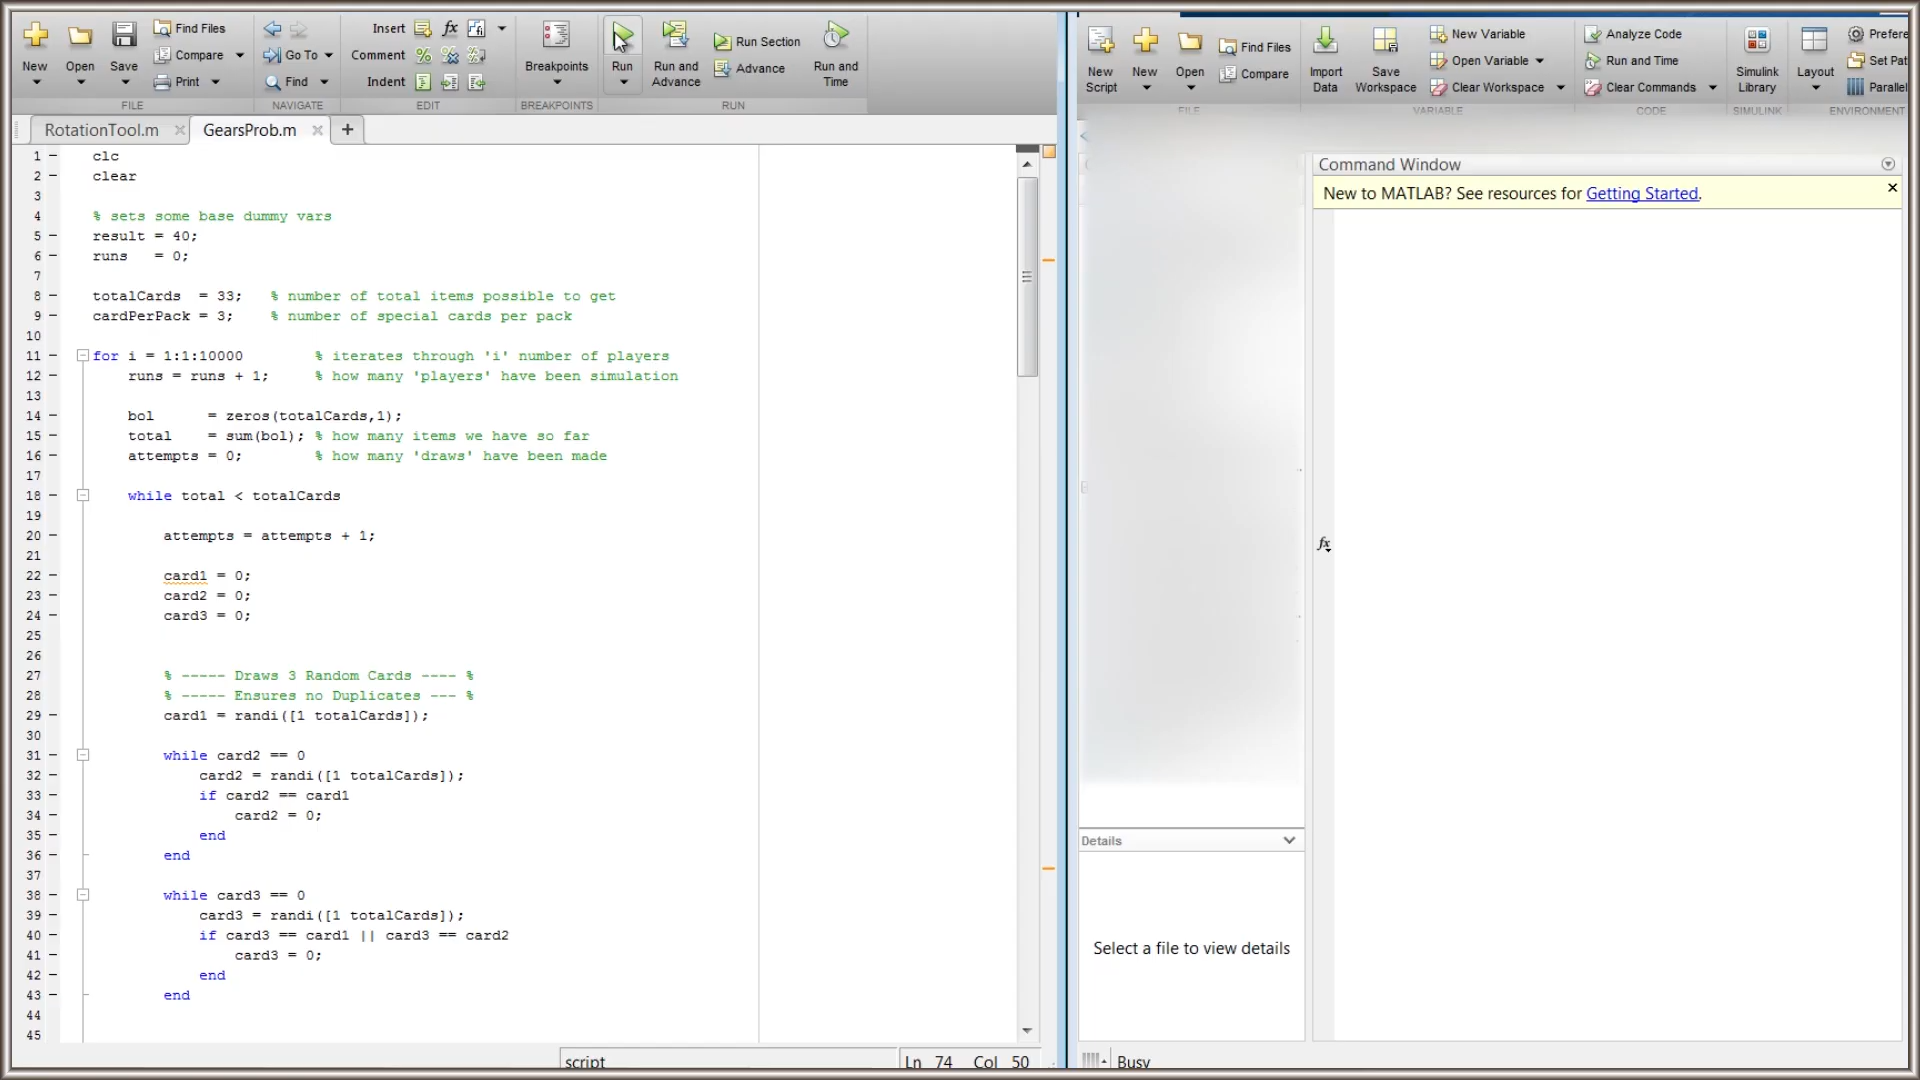 New
Open
Save
Find Files
Compare
Print
FILE
Go To
Find
NAVIGATE
Insert
fx
Comment
Indent
EDIT
Breakpoints
BREAKPOINTS
Run
Run and Advance
Run Section
Advance
Run and Time
RUN
RotationTool.m
GearsProb.m
1 clc
2 clear
3
4 % sets some base dummy vars
5 result = 40;
6 runs   = 0;
7
8 totalCards  = 33;   % number of total items possible to get
9 cardPerPack = 3;    % number of special cards per pack
10
11 for i = 1:1:10000        % iterates through 'i' number of players
12     runs = runs + 1;     % how many 'players' have been simulation
13
14     bol      = zeros(totalCards,1);
15     total    = sum(bol); % how many items we have so far
16     attempts = 0;        % how many 'draws' have been made
17
18     while total < totalCards
19
20         attempts = attempts + 1;
21
22         card1 = 0;
23         card2 = 0;
24         card3 = 0;
25
26
27         % ----- Draws 3 Random Cards ---- %
28         % ----- Ensures no Duplicates --- %
29         card1 = randi([1 totalCards]);
30
31         while card2 == 0
32             card2 = randi([1 totalCards]);
33             if card2 == card1
34                 card2 = 0;
35             end
36         end
37
38         while card3 == 0
39             card3 = randi([1 totalCards]);
40             if card3 == card1 || card3 == card2
41                 card3 = 0;
42             end
43         end
44
45
script
Ln 74 Col 50
New Script
New
Open
Find Files
Compare
FILE
Import Data
Save Workspace
New Variable
Open Variable
Clear Workspace
VARIABLE
Analyze Code
Run and Time
Clear Commands
CODE
Simulink Library
SIMULINK
Layout
Prefere
Set Pat
Parallel
ENVIRONMENT
Command Window
New to MATLAB? See resources for Getting Started.
fx
Details
Select a file to view details
Busy